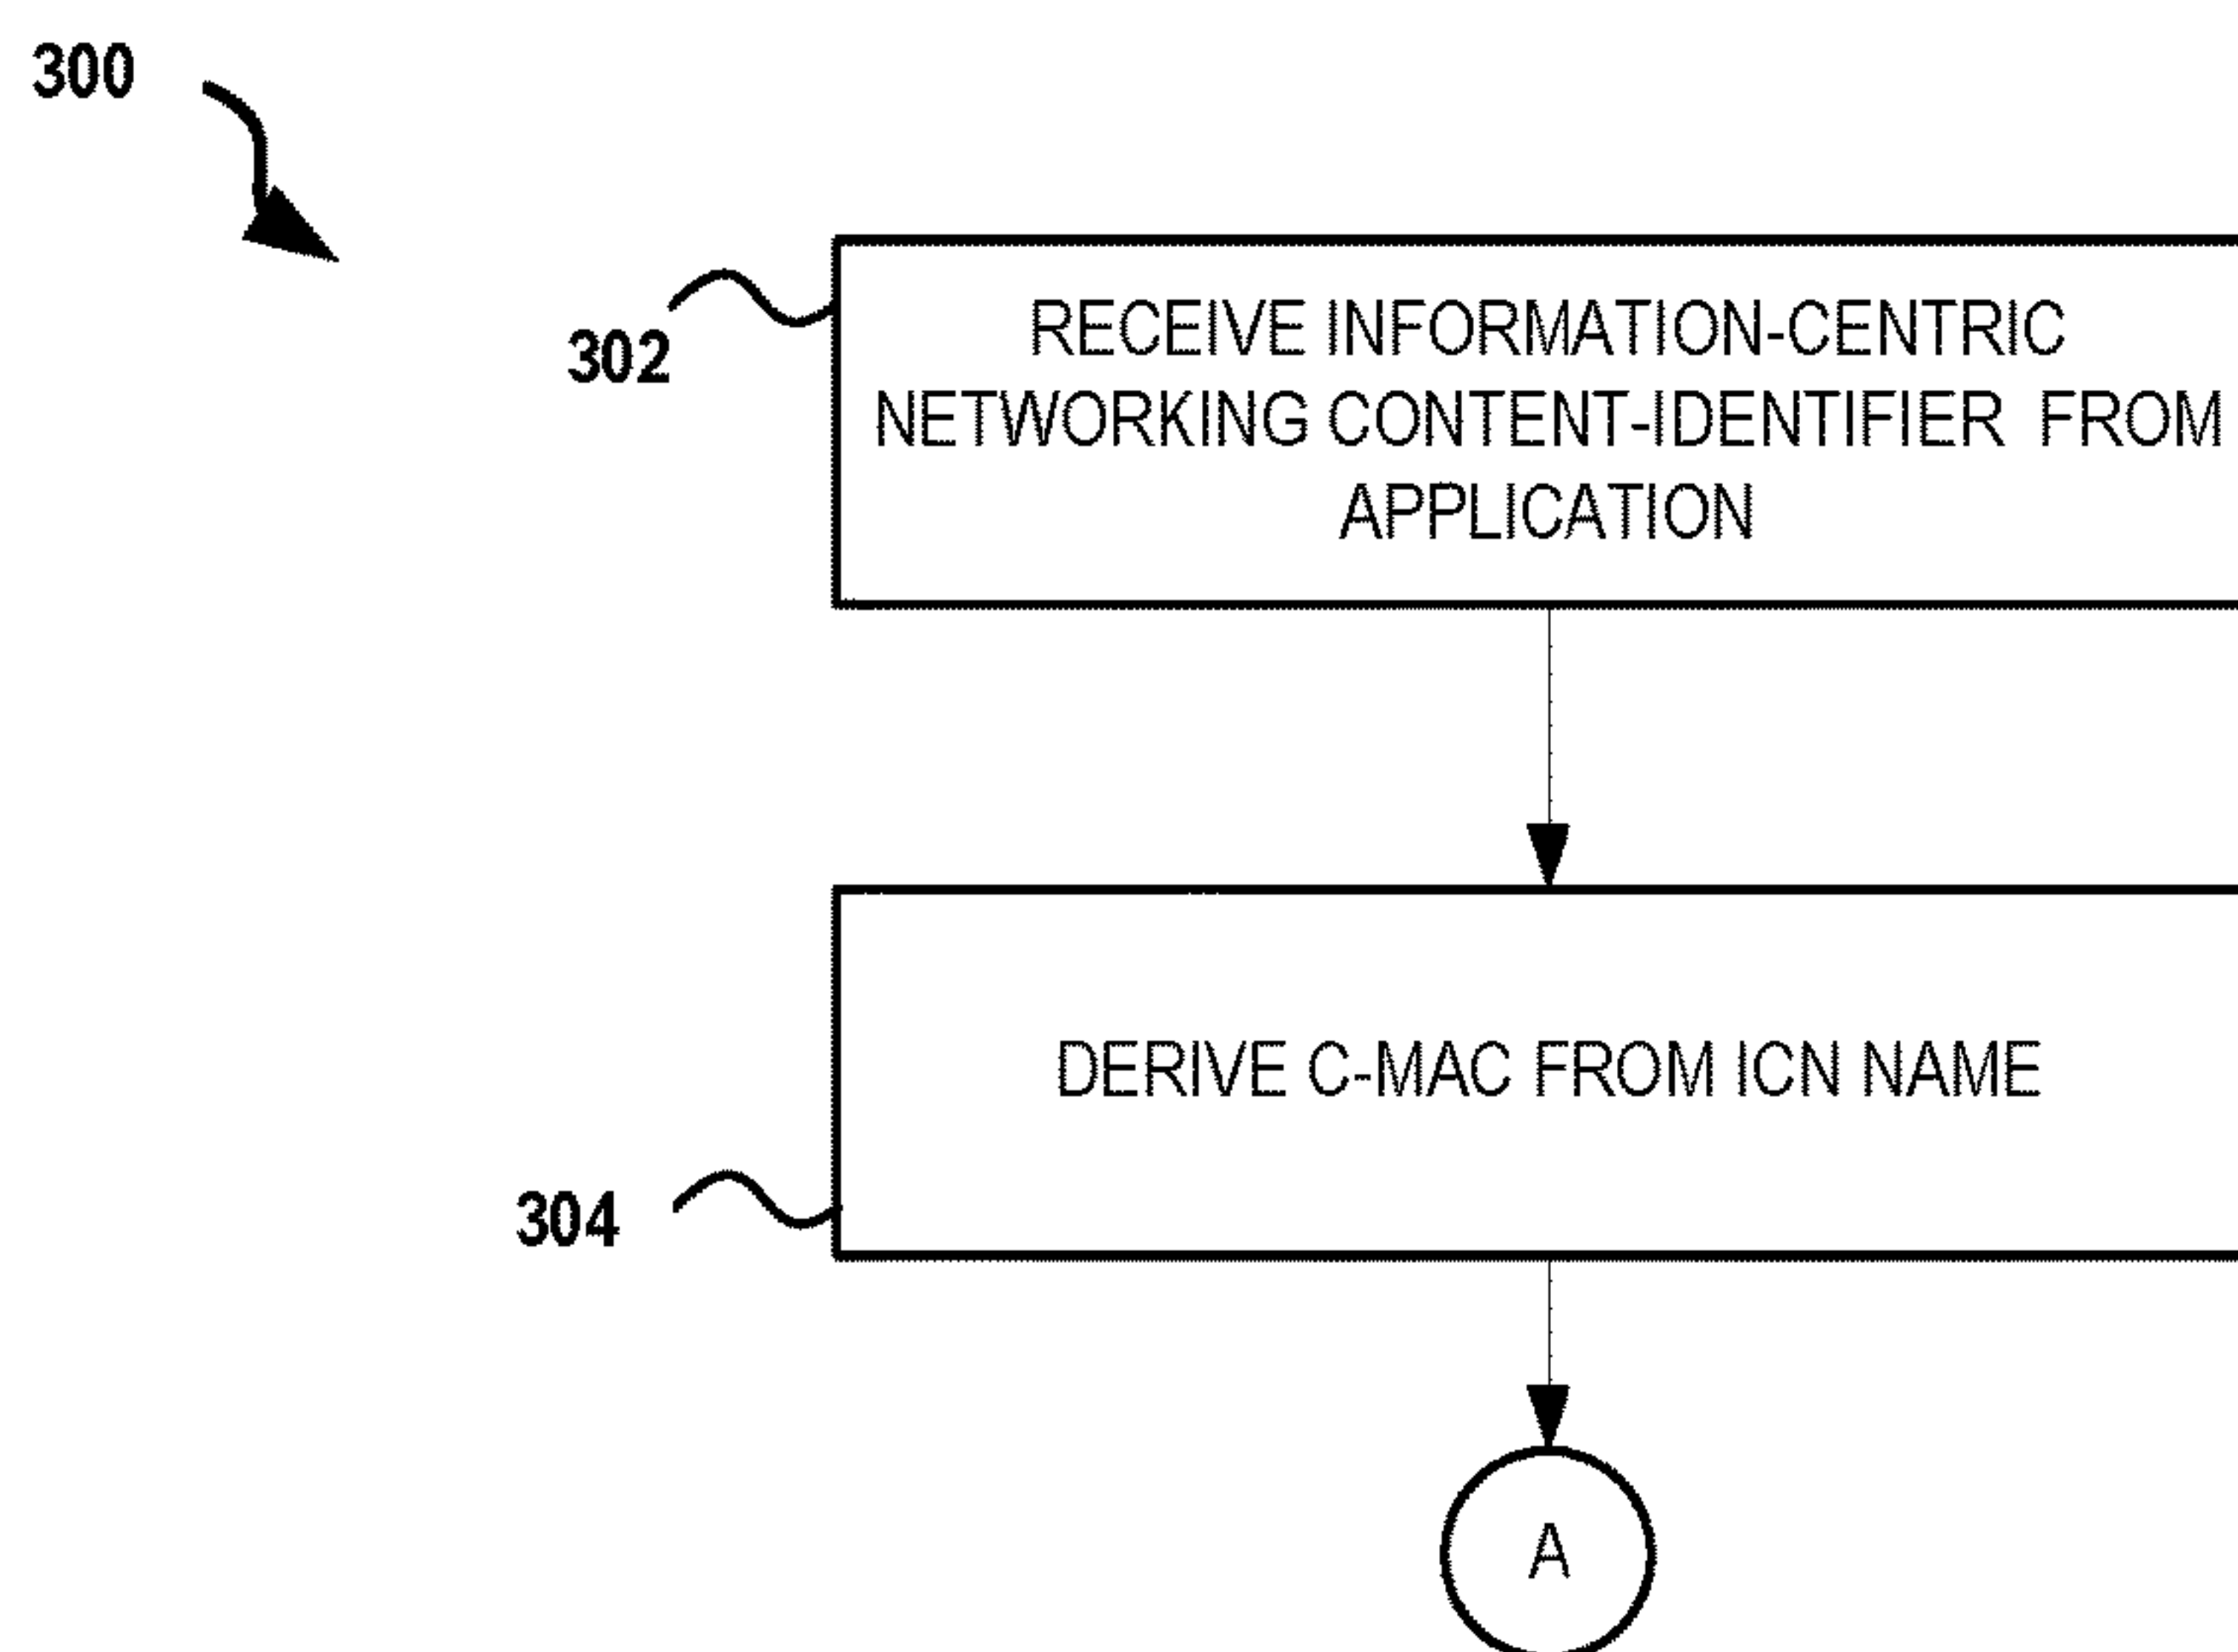 300
302
RECEIVE INFORMATION-CENTRIC
NETWORKING CONTENT-IDENTIFIER FROM
APPLICATION
DERIVE C-MAC FROM ICN NAME
304
A